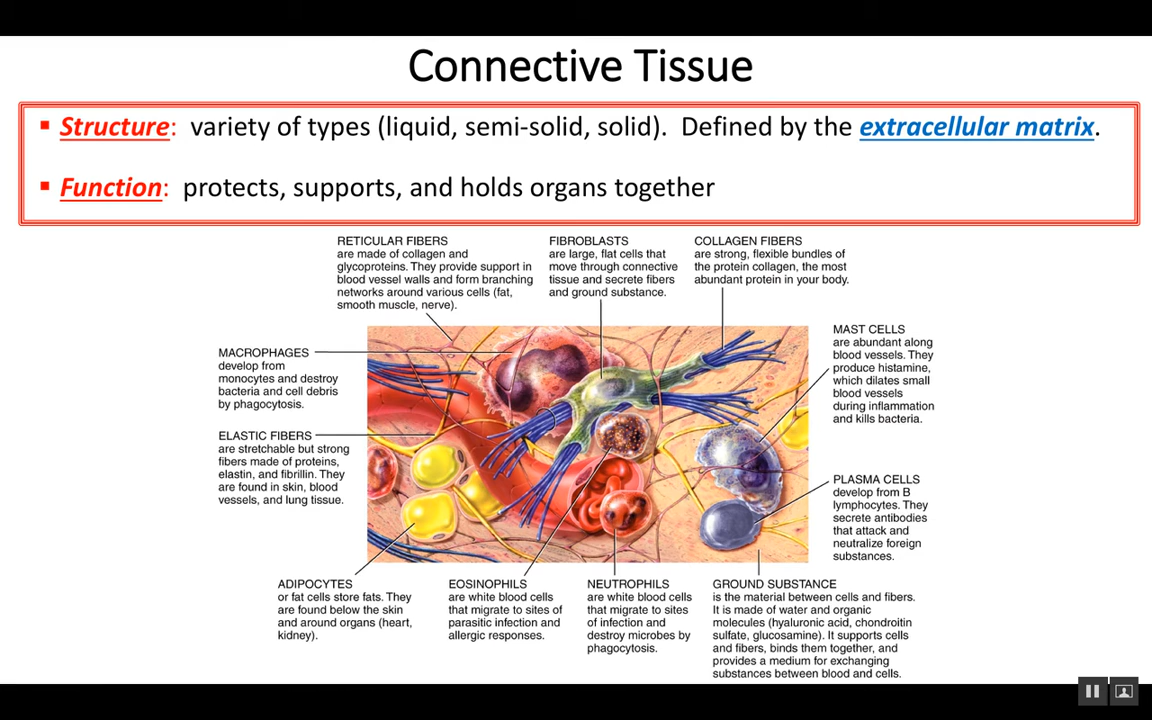 Connective Tissue
▪ Structure: variety of types (liquid, semi-solid, solid). Defined by the extracellular matrix.
▪ Function: protects, supports, and holds organs together
RETICULAR FIBERS
are made of collagen and
glycoproteins. They provide support in
blood vessel walls and form branching
networks around various cells (fat,
smooth muscle, nerve).
FIBROBLASTS
are large, flat cells that
move through connective
tissue and secrete fibers
and ground substance.
COLLAGEN FIBERS
are strong, flexible bundles of
the protein collagen, the most
abundant protein in your body.
MACROPHAGES
develop from
monocytes and destroy
bacteria and cell debris
by phagocytosis.
MAST CELLS
are abundant along
blood vessels. They
produce histamine,
which dilates small
blood vessels
during inflammation
and kills bacteria.
ELASTIC FIBERS
are stretchable but strong
fibers made of proteins,
elastin, and fibrillin. They
are found in skin, blood
vessels, and lung tissue.
PLASMA CELLS
develop from B
lymphocytes. They
secrete antibodies
that attack and
neutralize foreign
substances.
ADIPOCYTES
or fat cells store fats. They
are found below the skin
and around organs (heart,
kidney).
EOSINOPHILS
are white blood cells
that migrate to sites of
parasitic infection and
allergic responses.
NEUTROPHILS
are white blood cells
that migrate to sites
of infection and
destroy microbes by
phagocytosis.
GROUND SUBSTANCE
is the material between cells and fibers.
It is made of water and organic
molecules (hyaluronic acid, chondroitin
sulfate, glucosamine). It supports cells
and fibers, binds them together, and
provides a medium for exchanging
substances between blood and cells.